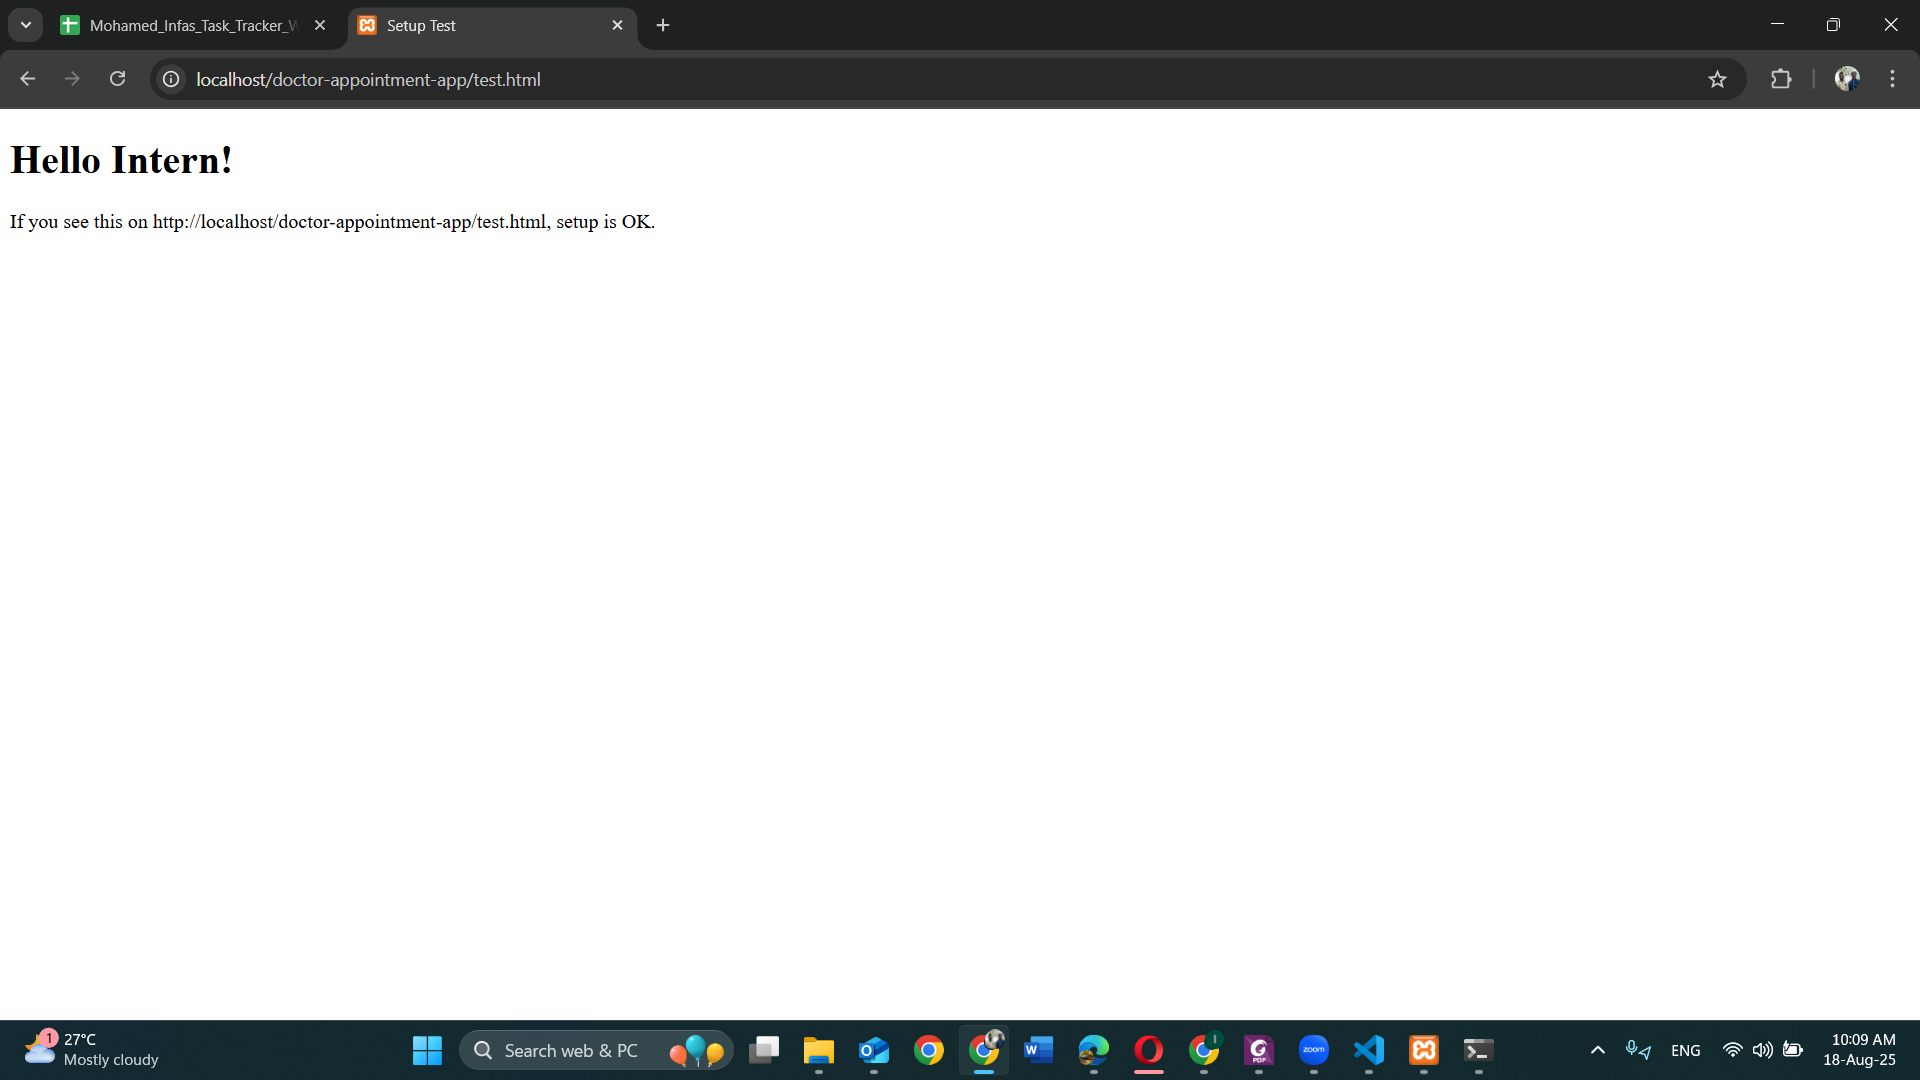 Mohamed_Infas_Task_Tracker_W
Setup Test
localhost/doctor-appointment-app/test.html
Hello Intern!
If you see this on http://localhost/doctor-appointment-app/test.html, setup is OK.
1
27°C
Mostly cloudy
Search web & PC
zoom
PDF
ENG
10:09 AM
18-Aug-25